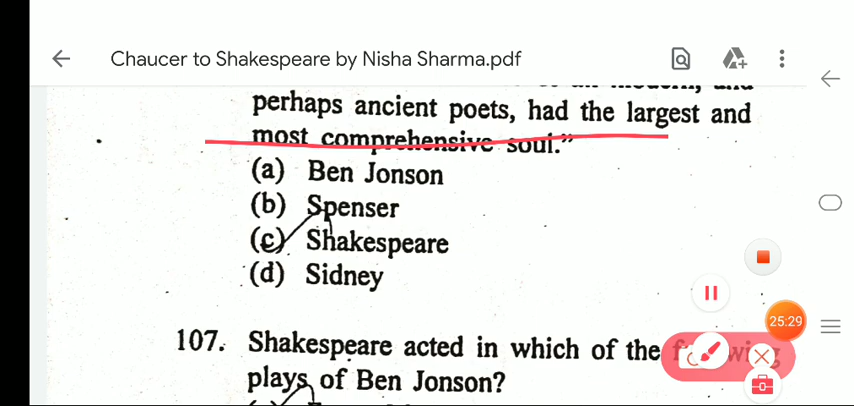 Chaucer to Shakespeare by Nisha Sharma.pdf
perhaps ancient poets, had the largest and
most comprehensive soul.”
(a) Ben Jonson
(b) Spenser
(c) Shakespeare
(d) Sidney
107. Shakespeare acted in which of the
plays of Ben Jonson?
25:29